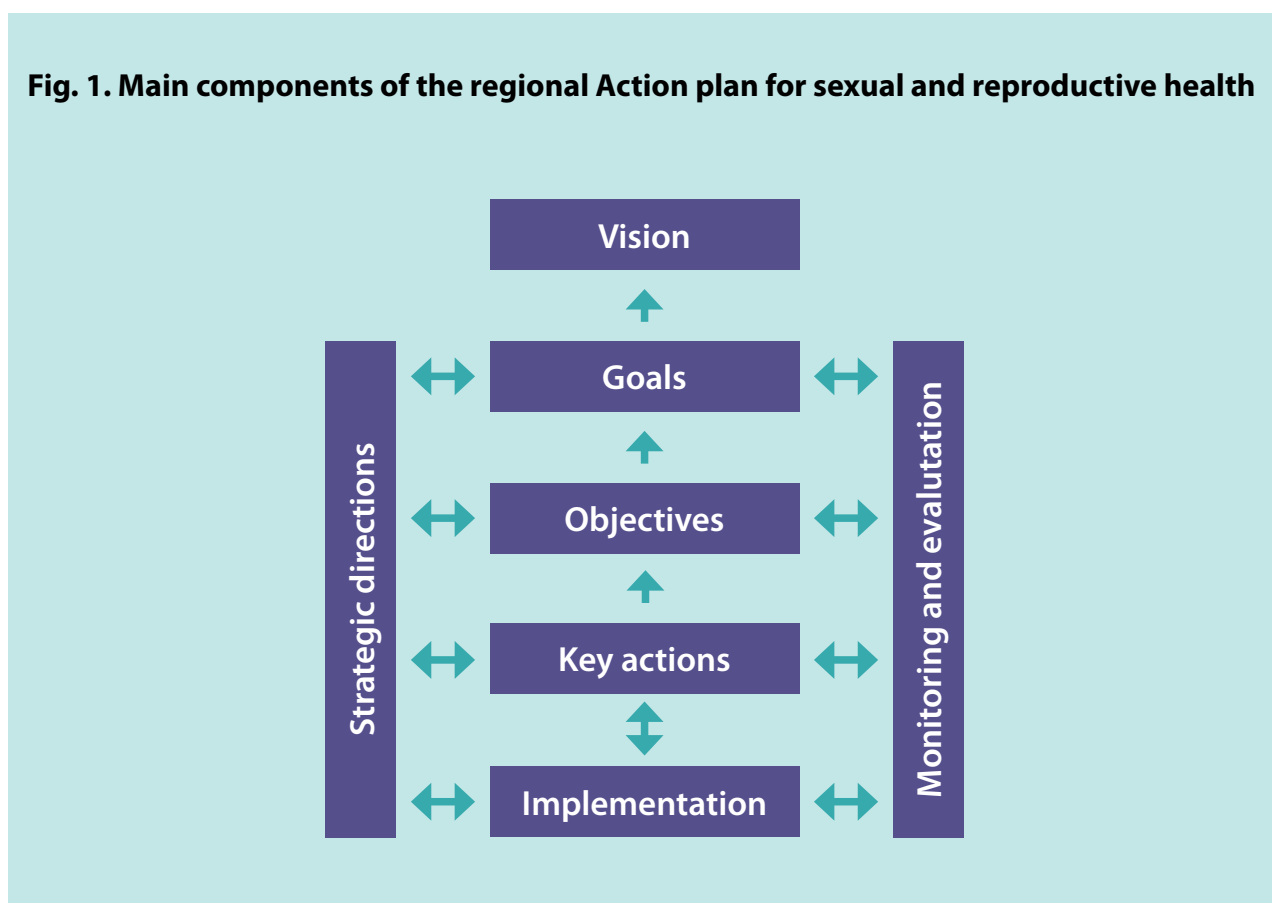 Fig. 1. Main components of the regional Action plan for sexual and reproductive health
Vision
Goals
Objectives
Key actions
Implementation
Strategic directions
Monitoring and evalutation